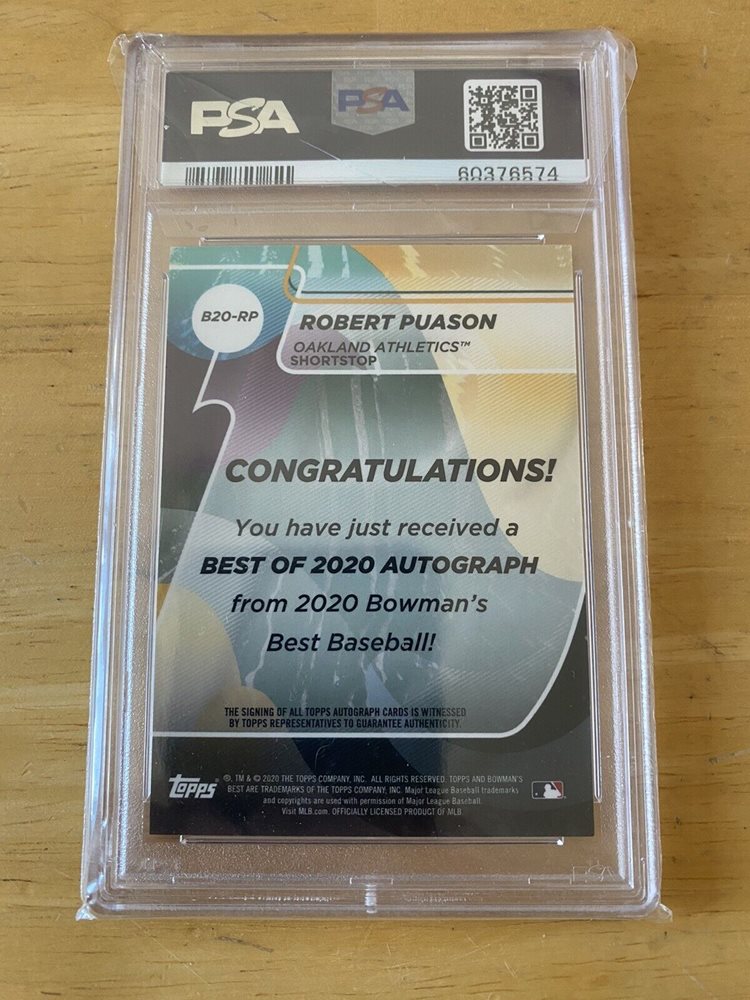 PSA
PSA
60376574
B20-RP
ROBERT PUASON
OAKLAND ATHLETICS™
SHORTSTOP
CONGRATULATIONS!
You have just received a
BEST OF 2020 AUTOGRAPH
from 2020 Bowman's
Best Baseball!
THE SIGNING OF ALL TOPPS AUTOGRAPH CARDS IS WITNESSED
BY TOPPS REPRESENTATIVES TO GUARANTEE AUTHENTICITY.
Topps
®, TM & © 2020 THE TOPPS COMPANY, INC. ALL RIGHTS RESERVED. TOPPS AND BOWMAN'S
BEST ARE TRADEMARKS OF THE TOPPS COMPANY, INC. Major League Baseball trademarks
and copyrights are used with permission of Major League Baseball.
Visit MLB.com. OFFICIALLY LICENSED PRODUCT OF MLB
PSA